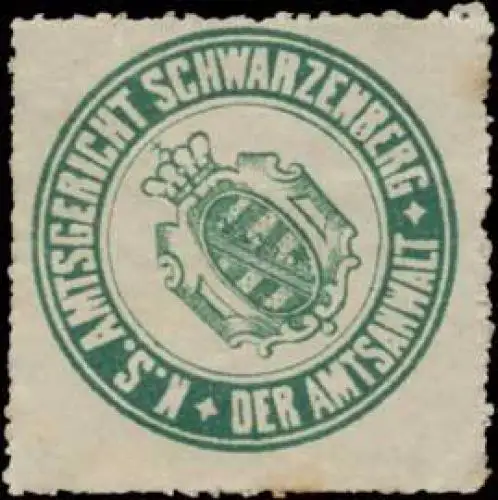 K.S. AMTSGERICHT SCHWARZENBERG
DER AMTSANWALT